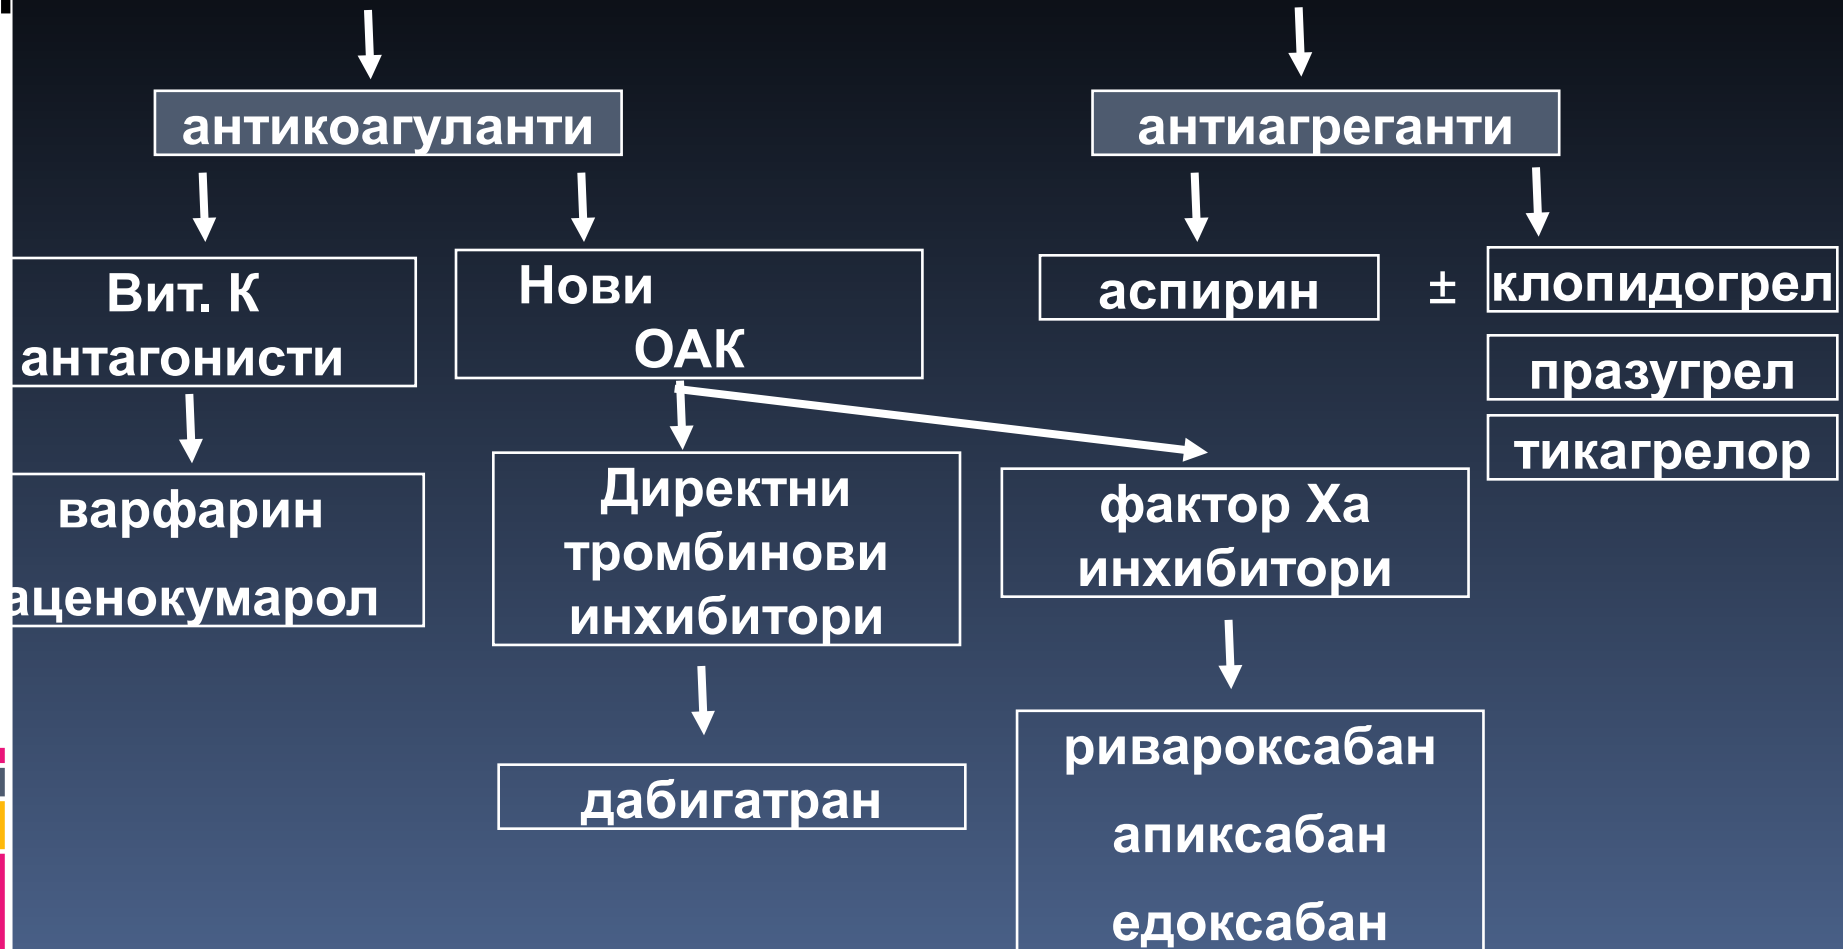 антикоагуланти
антиагреганти
Вит. К
антагонисти
Нови
ОАК
аспирин
±
клопидогрел
празугрел
тикагрелор
варфарин
аценокумарол
Директни
тромбинови
инхибитори
фактор Ха
инхибитори
дабигатран
ривароксабан
апиксабан
едоксабан